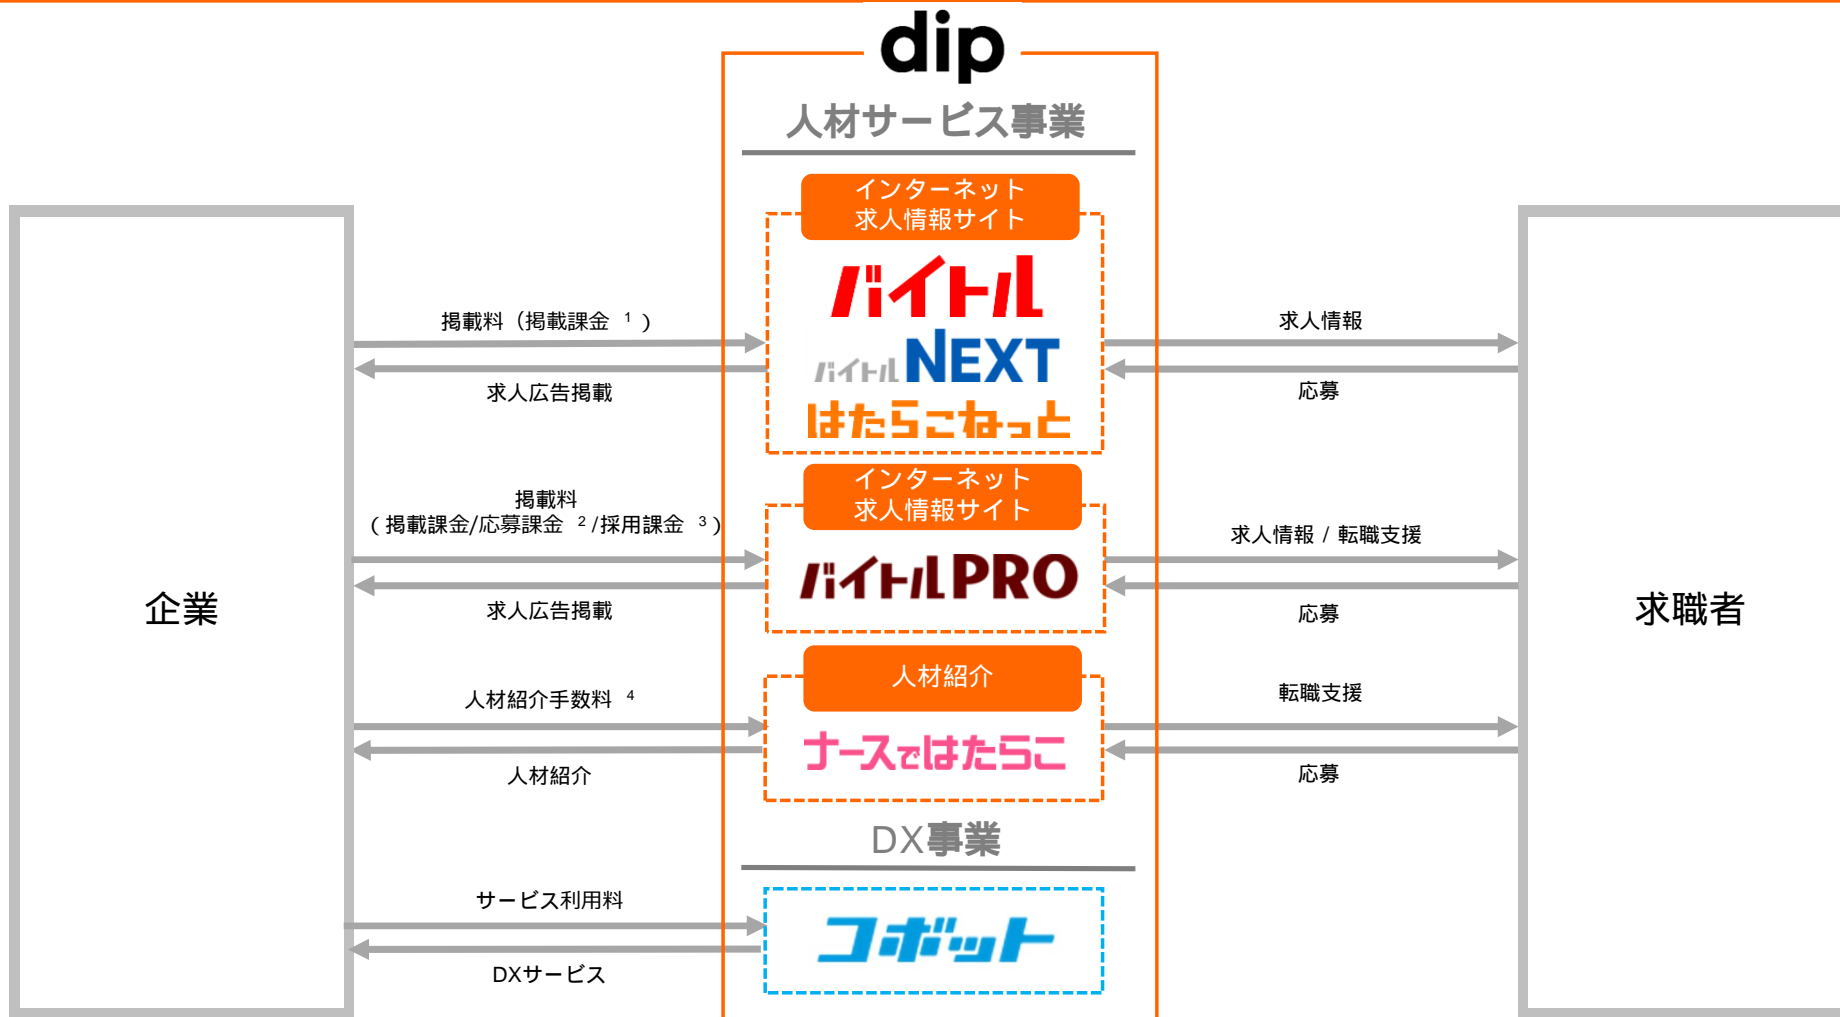 dip
人材サービス事業
インターネット
求人情報サイト
バイトル
バイトルNEXT
はたらこねっと
掲載料（掲載課金 1 ）
求人広告掲載
求人情報
応募
インターネット
求人情報サイト
バイトルPRO
掲載料
（掲載課金/応募課金 2 /採用課金 3 ）
求人広告掲載
求人情報 / 転職支援
応募
企業
求職者
人材紹介
ナースではたらこ
人材紹介手数料 4
人材紹介
転職支援
応募
DX事業
コボット
サービス利用料
DXサービス